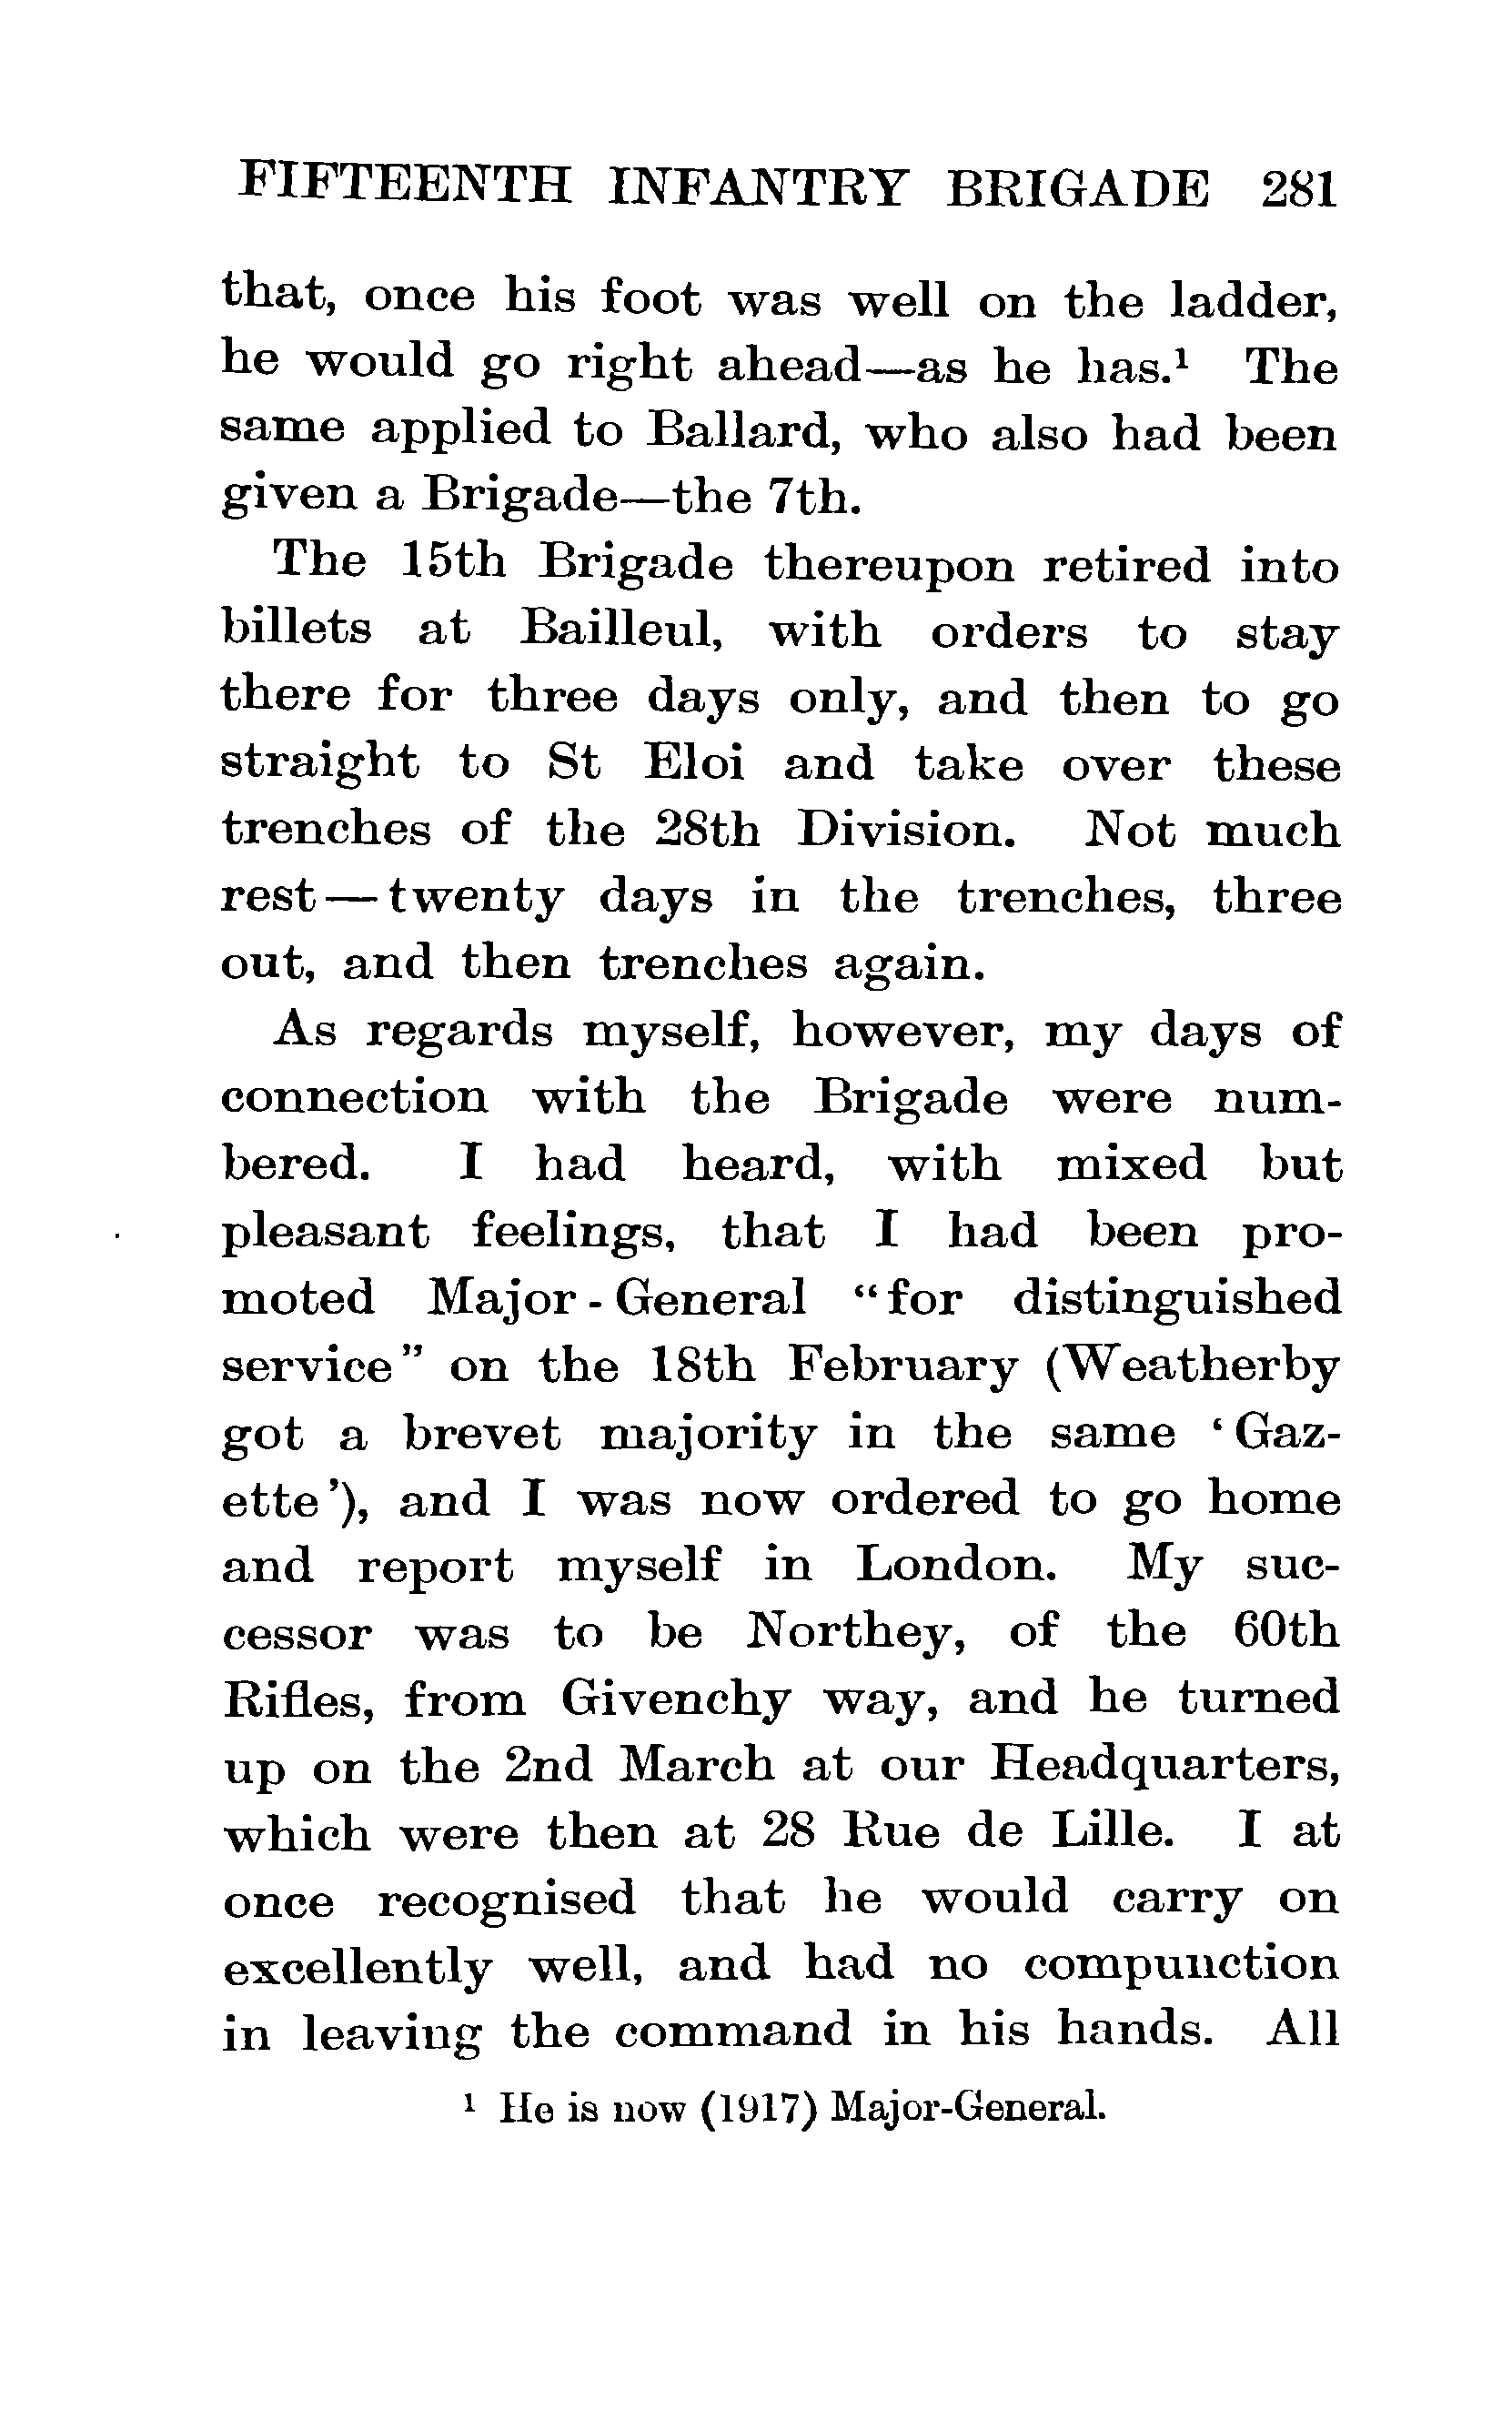 FIFTEENTH INFANTRY BRIGADE 281
that, once his foot was well on the ladder,
he would go right ahead—as he has.¹ The
same applied to Ballard, who also had been
given a Brigade—the 7th.
The 15th Brigade thereupon retired into
billets at Bailleul, with orders to stay
there for three days only, and then to go
straight to St Eloi and take over these
trenches of the 28th Division. Not much
rest—twenty days in the trenches, three
out, and then trenches again.
As regards myself, however, my days of
connection with the Brigade were num-
bered. I had heard, with mixed but
pleasant feelings, that I had been pro-
moted Major-General “for distinguished
service” on the 18th February (Weatherby
got a brevet majority in the same ‘Gaz-
ette’), and I was now ordered to go home
and report myself in London. My suc-
cessor was to be Northey, of the 60th
Rifles, from Givenchy way, and he turned
up on the 2nd March at our Headquarters,
which were then at 28 Rue de Lille. I at
once recognised that he would carry on
excellently well, and had no compunction
in leaving the command in his hands. All
¹ He is now (1917) Major-General.